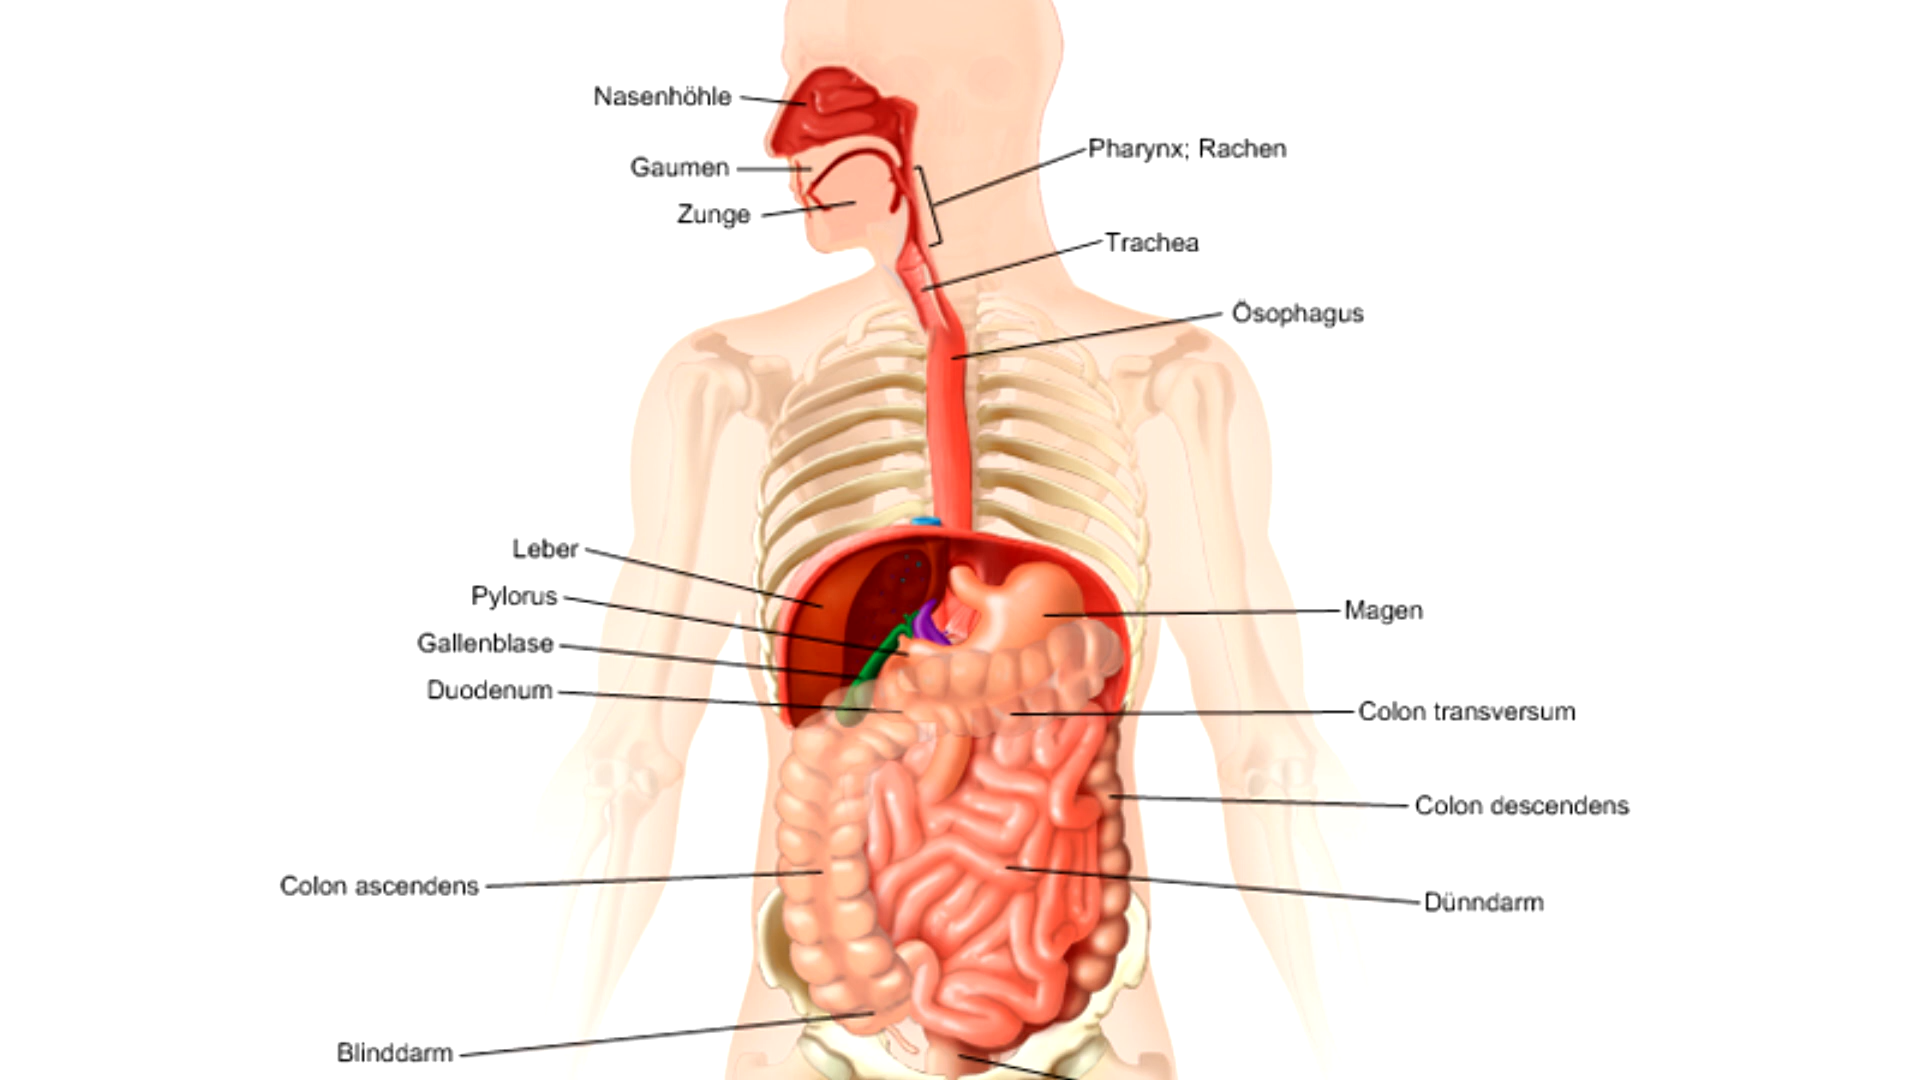 Nasenhöhle
Gaumen
Zunge
Pharynx; Rachen
Trachea
Ösophagus
Leber
Pylorus
Gallenblase
Duodenum
Magen
Colon transversum
Colon descendens
Colon ascendens
Dünndarm
Blinddarm